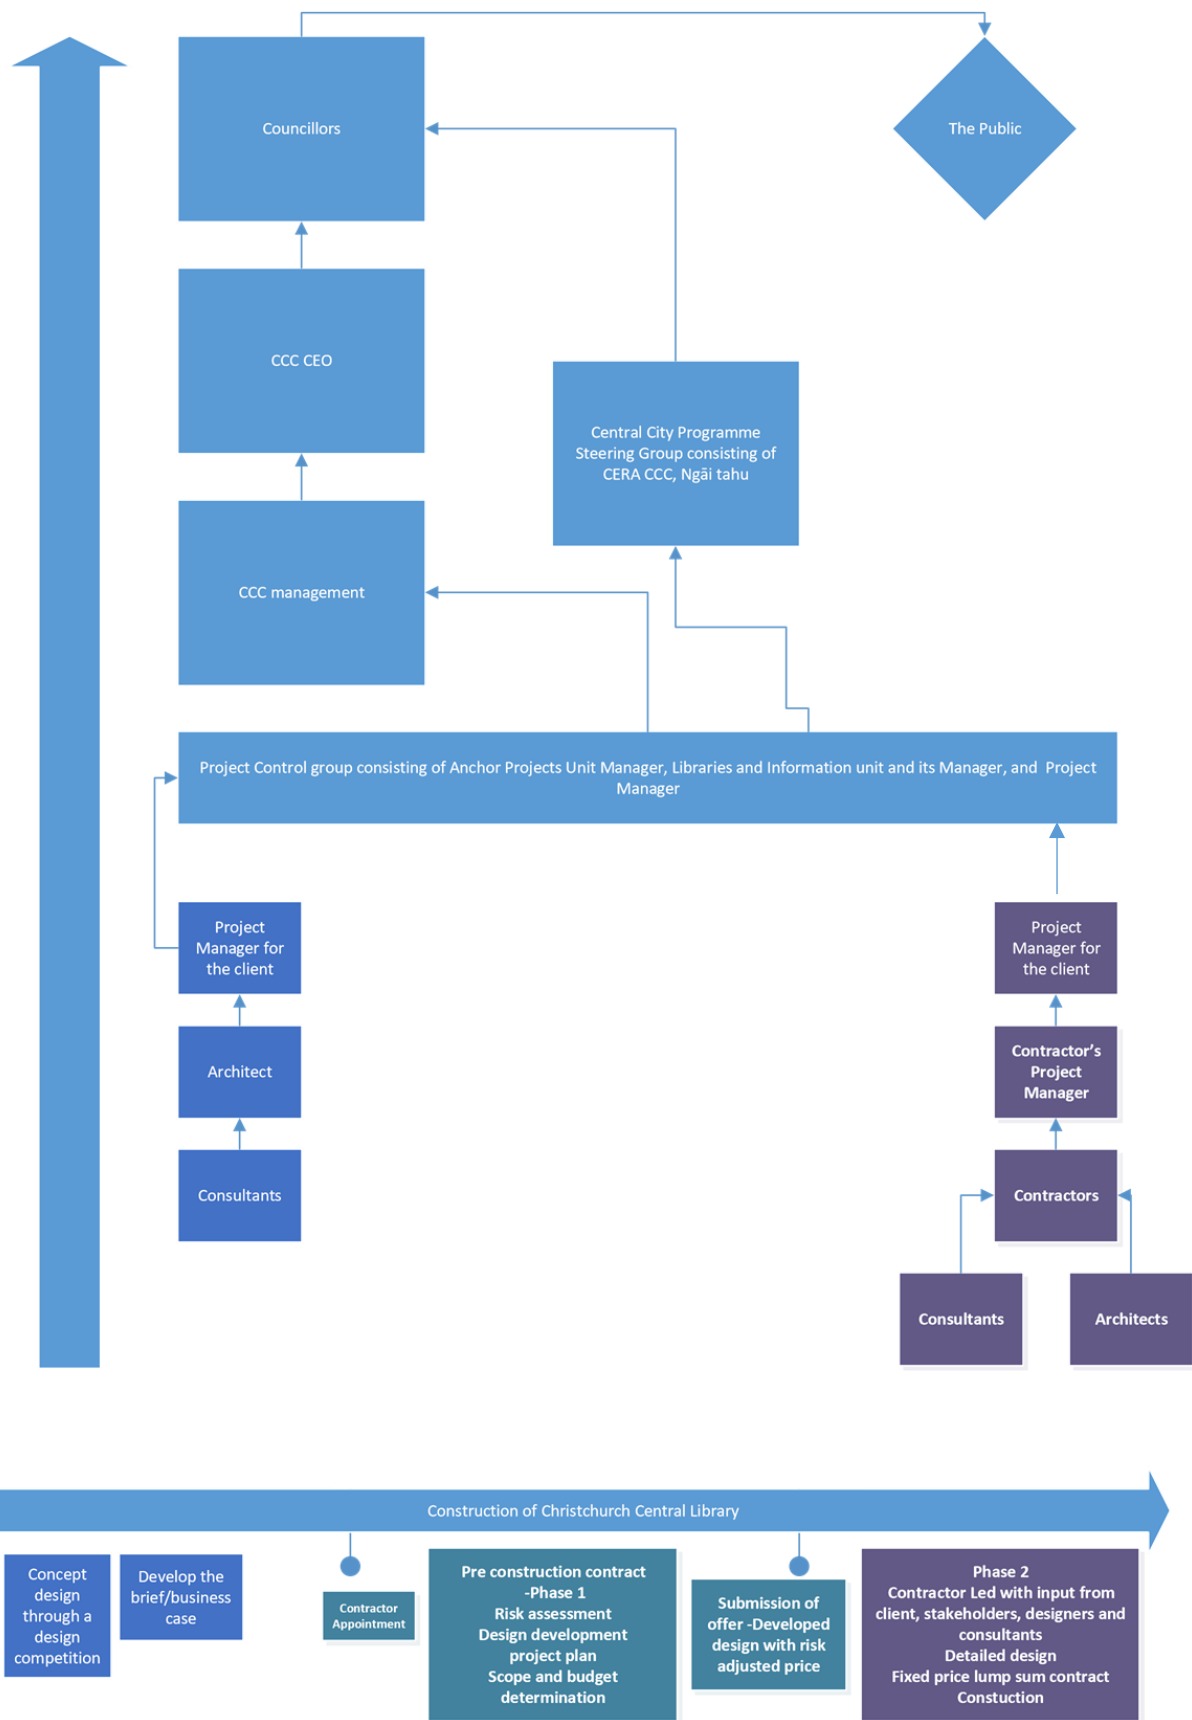 Councillors
The Public
CCC CEO
Central City Programme
Steering Group consisting of
CERA CCC, Ngāi tahu
CCC management
Project Control group consisting of Anchor Projects Unit Manager, Libraries and Information unit and its Manager, and Project
Manager
Project
Manager for
the client
Architect
Consultants
Project
Manager for
the client
Contractor's
Project
Manager
Contractors
Consultants
Architects
Construction of Christchurch Central Library
Concept
design
through a
design
competition
Develop the
brief/business
case
Contractor
Appointment
Pre construction contract
-Phase 1
Risk assessment
Design development
project plan
Scope and budget
determination
Submission of
offer -Developed
design with risk
adjusted price
Phase 2
Contractor Led with input from
client, stakeholders, designers and
consultants
Detailed design
Fixed price lump sum contract
Constuction